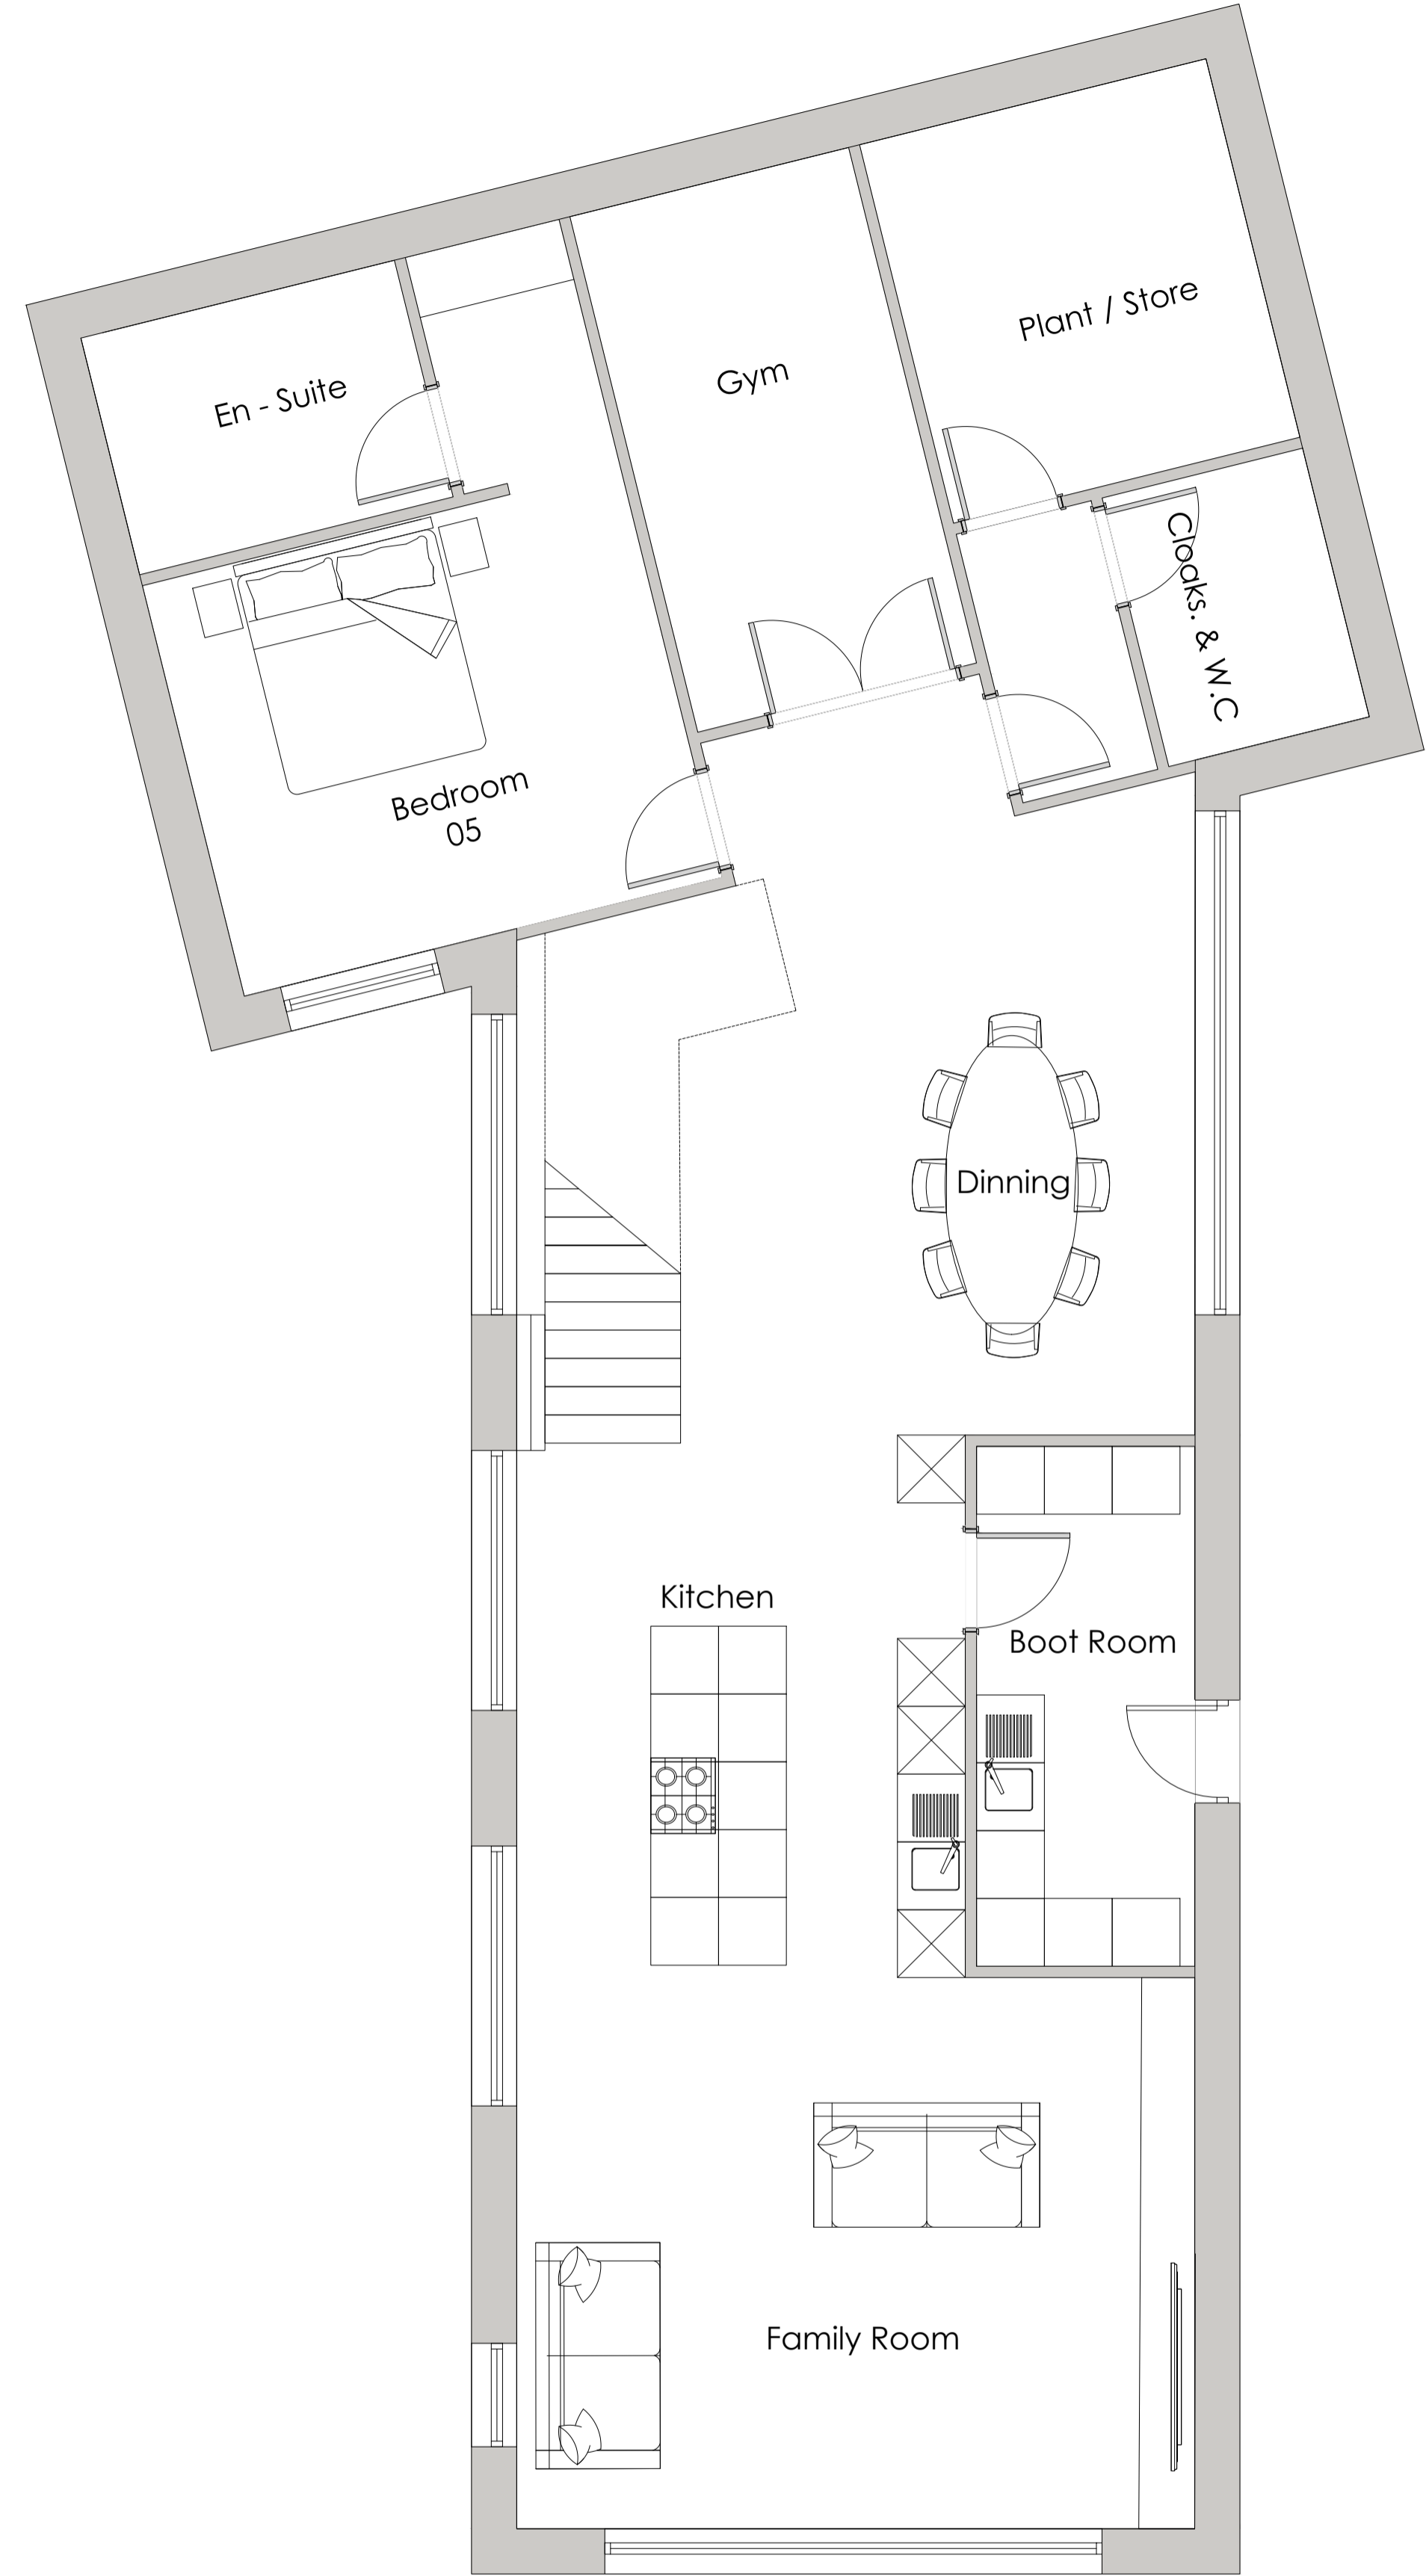 Plant / Store
Gym
En - Suite
Cloaks. & W.C
Bedroom
05
Dinning
Kitchen
Boot Room
Family Room